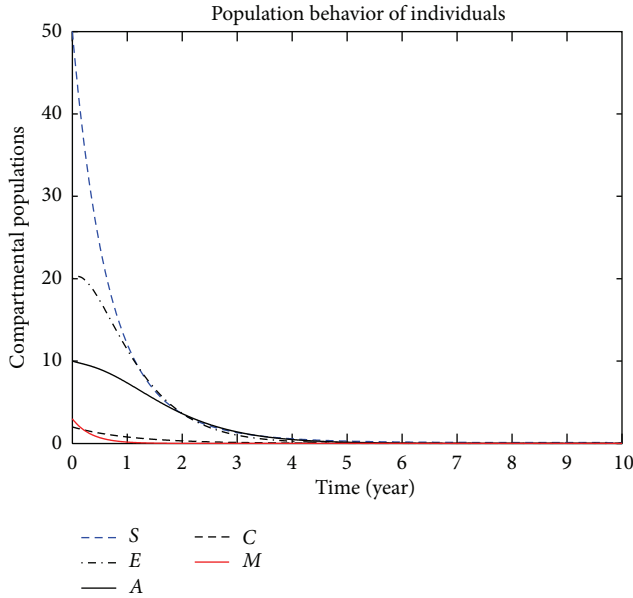 Population behavior of individuals
50
40
30
20
10
0
Compartmental populations
0 1 2 3 4 5 6 7 8 9 10
Time (year)
S C
E M
A